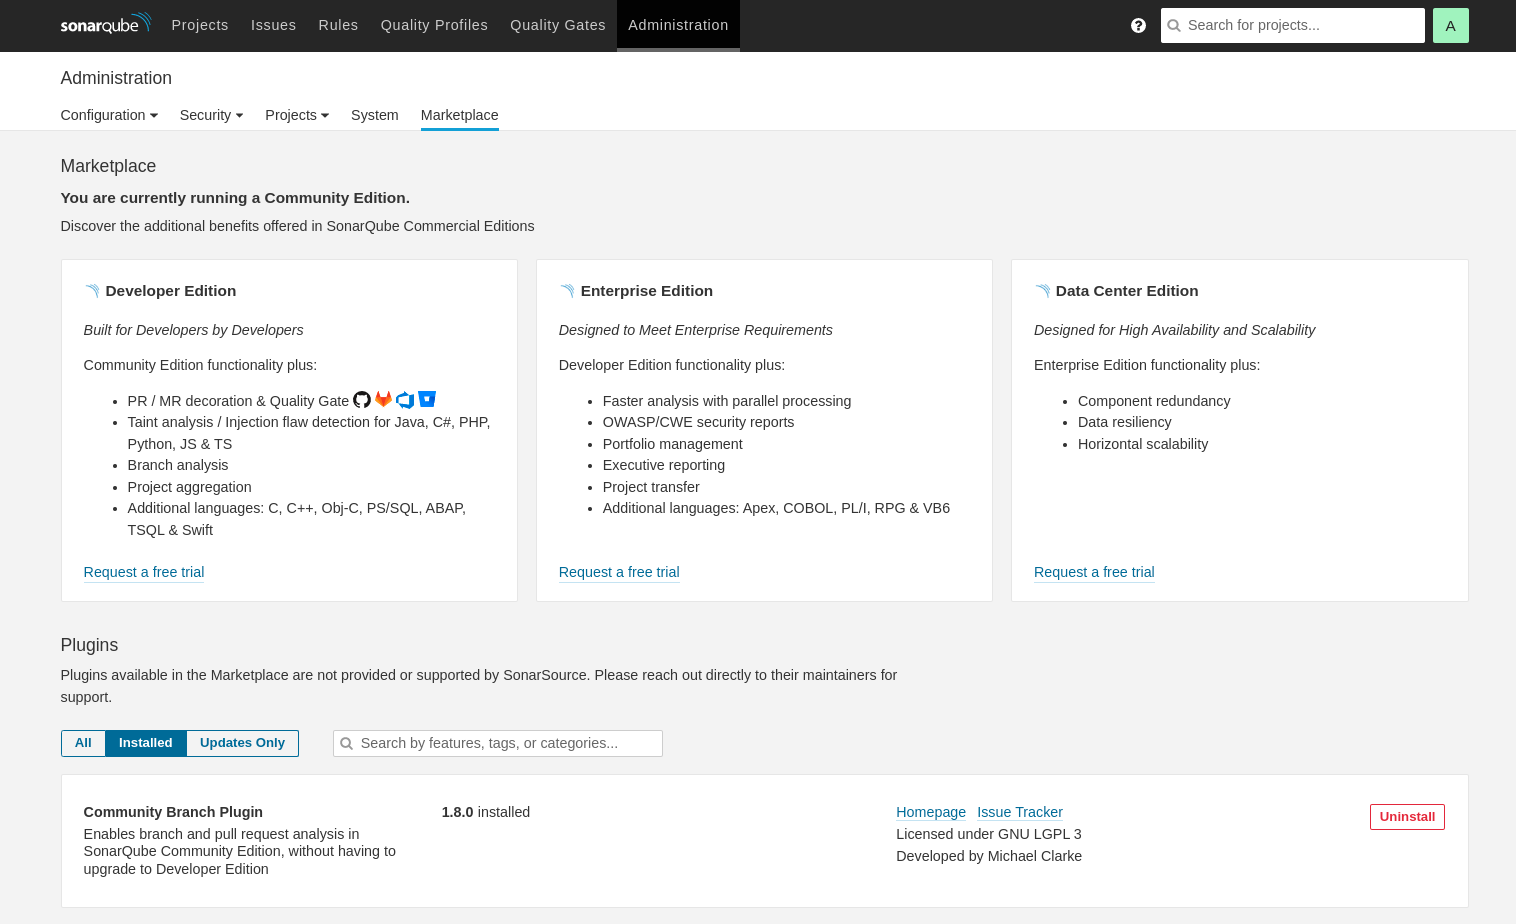 sonarqube Projects Issues Rules Quality Profiles Quality Gates Administration Search for projects... A
Administration
Configuration Security Projects System Marketplace
Marketplace
You are currently running a Community Edition.
Discover the additional benefits offered in SonarQube Commercial Editions
Developer Edition
Built for Developers by Developers
Community Edition functionality plus:
PR / MR decoration & Quality Gate
Taint analysis / Injection flaw detection for Java, C#, PHP,
Python, JS & TS
Branch analysis
Project aggregation
Additional languages: C, C++, Obj-C, PS/SQL, ABAP,
TSQL & Swift
Request a free trial
Enterprise Edition
Designed to Meet Enterprise Requirements
Developer Edition functionality plus:
Faster analysis with parallel processing
OWASP/CWE security reports
Portfolio management
Executive reporting
Project transfer
Additional languages: Apex, COBOL, PL/I, RPG & VB6
Request a free trial
Data Center Edition
Designed for High Availability and Scalability
Enterprise Edition functionality plus:
Component redundancy
Data resiliency
Horizontal scalability
Request a free trial
Plugins
Plugins available in the Marketplace are not provided or supported by SonarSource. Please reach out directly to their maintainers for
support.
All Installed Updates Only Search by features, tags, or categories...
Community Branch Plugin
Enables branch and pull request analysis in
SonarQube Community Edition, without having to
upgrade to Developer Edition
1.8.0 installed
Homepage Issue Tracker
Licensed under GNU LGPL 3
Developed by Michael Clarke
Uninstall